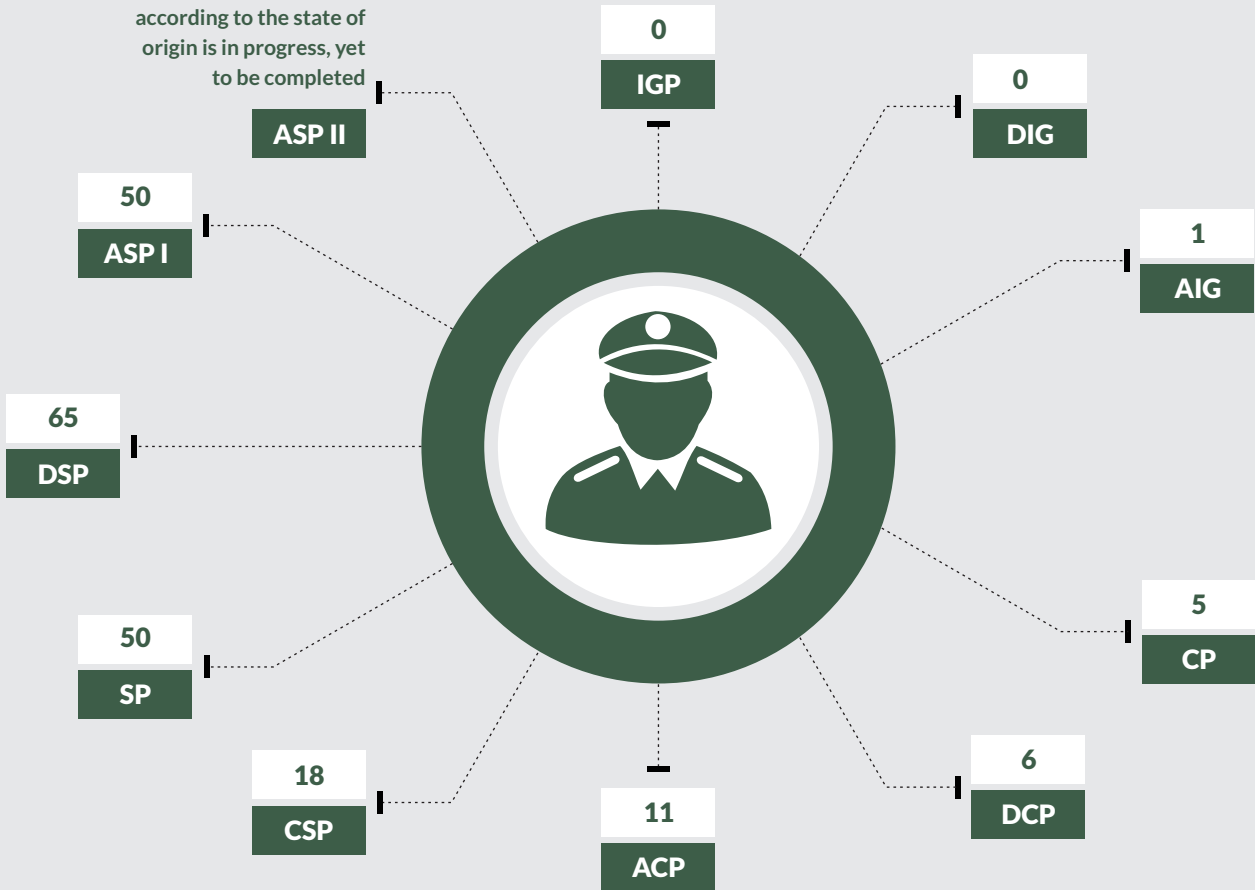 according to the state of
origin is in progress, yet
to be completed
ASP II
0
IGP
0
DIG
1
AIG
5
CP
6
DCP
11
ACP
18
CSP
50
SP
65
DSP
50
ASP I